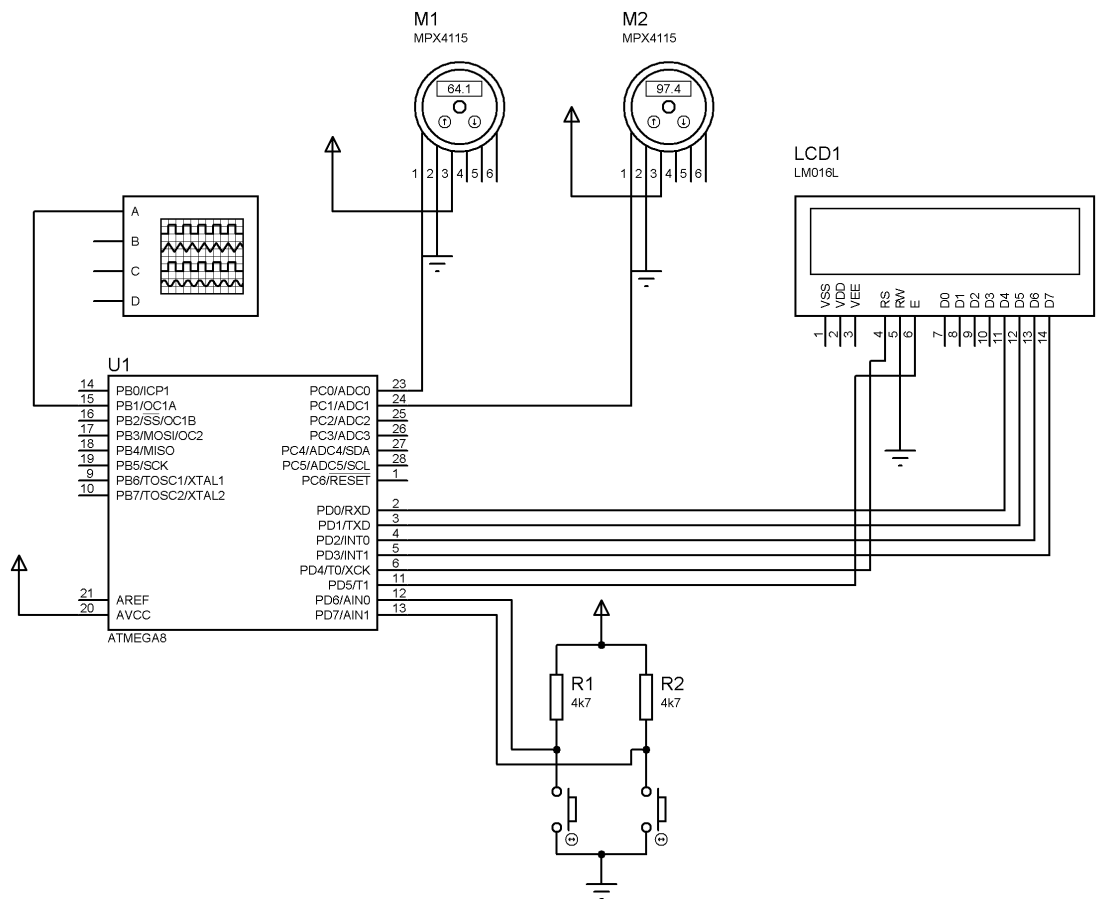 M1
MPX4115
64.1
1 2 3 4 5 6
M2
MPX4115
97.4
1 2 3 4 5 6
LCD1
LM016L
VSS VDD VEE RS RW E D0 D1 D2 D3 D4 D5 D6 D7
1 2 3 4 5 6 7 8 9 10 11 12 13 14
A
B
C
D
U1
14 PB0/ICP1 PC0/ADC0 23
15 PB1/OC1A PC1/ADC1 24
16 PB2/SS/OC1B PC2/ADC2 25
17 PB3/MOSI/OC2 PC3/ADC3 26
18 PB4/MISO PC4/ADC4/SDA 27
19 PB5/SCK PC5/ADC5/SCL 28
9 PB6/TOSC1/XTAL1 PC6/RESET 1
10 PB7/TOSC2/XTAL2
PD0/RXD 2
PD1/TXD 3
PD2/INT0 4
PD3/INT1 5
PD4/T0/XCK 6
PD5/T1 11
21 AREF PD6/AIN0 12
20 AVCC PD7/AIN1 13
ATMEGA8
R1
4k7
R2
4k7